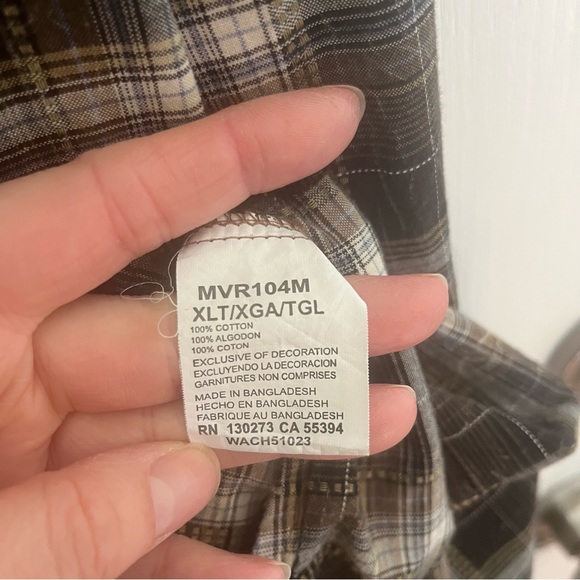 MVR104M
XLT/XGA/TGL
100% COTTON
100% ALGODON
100% COTON
EXCLUSIVE OF DECORATION
EXCLUYENDO LA DECORACION
GARNITURES NON COMPRISES
MADE IN BANGLADESH
HECHO EN BANGLADESH
FABRIQUE AU BANGLADESH
RN 130273 CA 55394
WACH51023